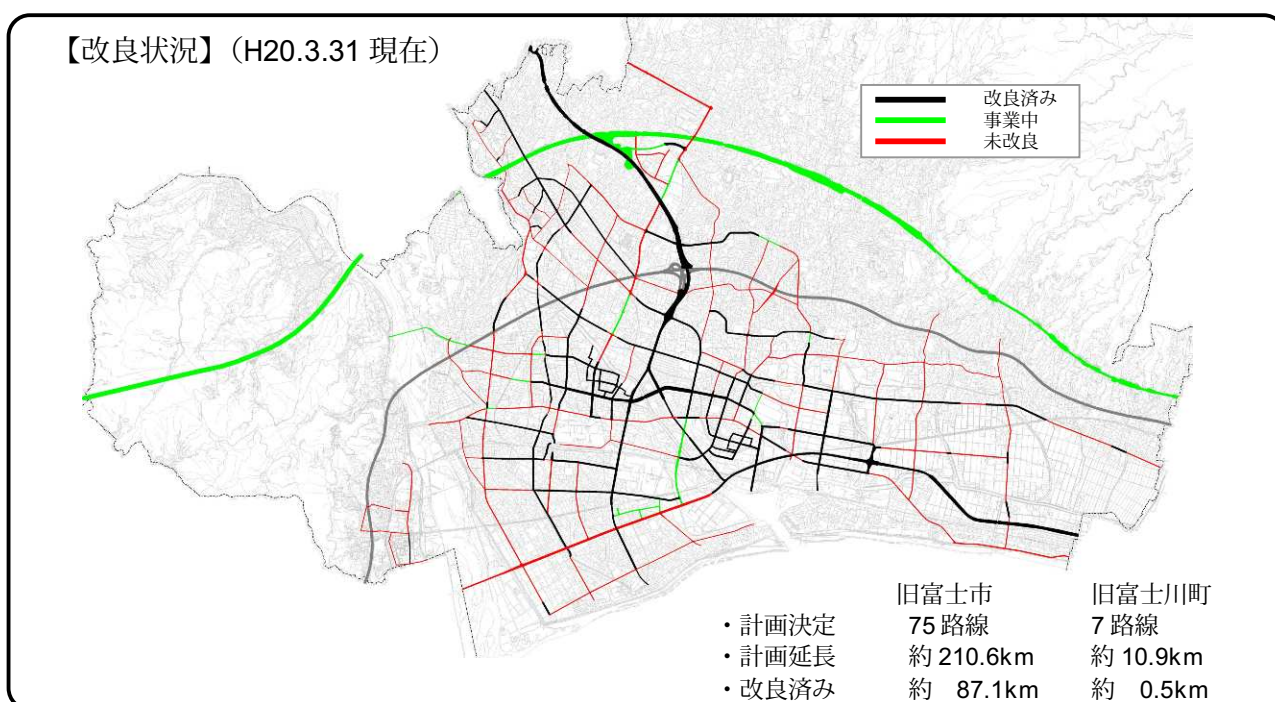 【改良状況】（H20.3.31 現在）
改良済み
事業中
未改良
旧富士市 旧富士川町
・計画決定 75 路線 7 路線
・計画延長 約 210.6km 約 10.9km
・改良済み 約 87.1km 約 0.5km